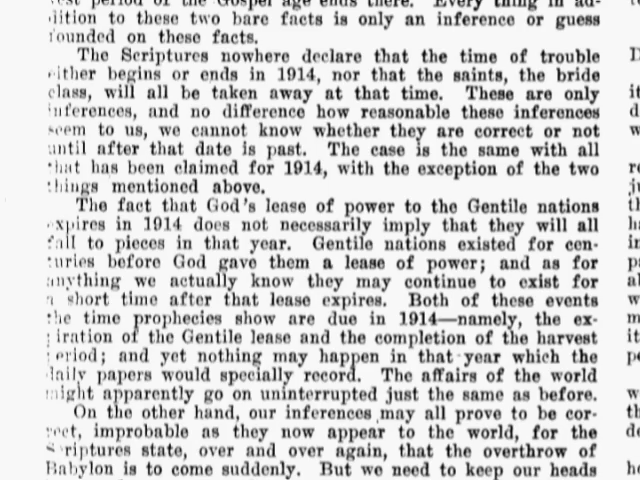 period of the Gospel age ends there. Every thing in ad-
dition to these two bare facts is only an inference or guess
founded on these facts.
The Scriptures nowhere declare that the time of trouble
either begins or ends in 1914, nor that the saints, the bride
class, will all be taken away at that time. These are only
inferences, and no difference how reasonable these inferences
seem to us, we cannot know whether they are correct or not
until after that date is past. The case is the same with all
that has been claimed for 1914, with the exception of the two
things mentioned above.
The fact that God's lease of power to the Gentile nations
expires in 1914 does not necessarily imply that they will all
fall to pieces in that year. Gentile nations existed for cen-
turies before God gave them a lease of power; and as for
anything we actually know they may continue to exist for
a short time after that lease expires. Both of these events
the time prophecies show are due in 1914—namely, the ex-
piration of the Gentile lease and the completion of the harvest
period; and yet nothing may happen in that year which the
daily papers would specially record. The affairs of the world
might apparently go on uninterrupted just the same as before.
On the other hand, our inferences may all prove to be cor-
rect, improbable as they now appear to the world, for the
Scriptures state, over and over again, that the overthrow of
Babylon is to come suddenly. But we need to keep our heads